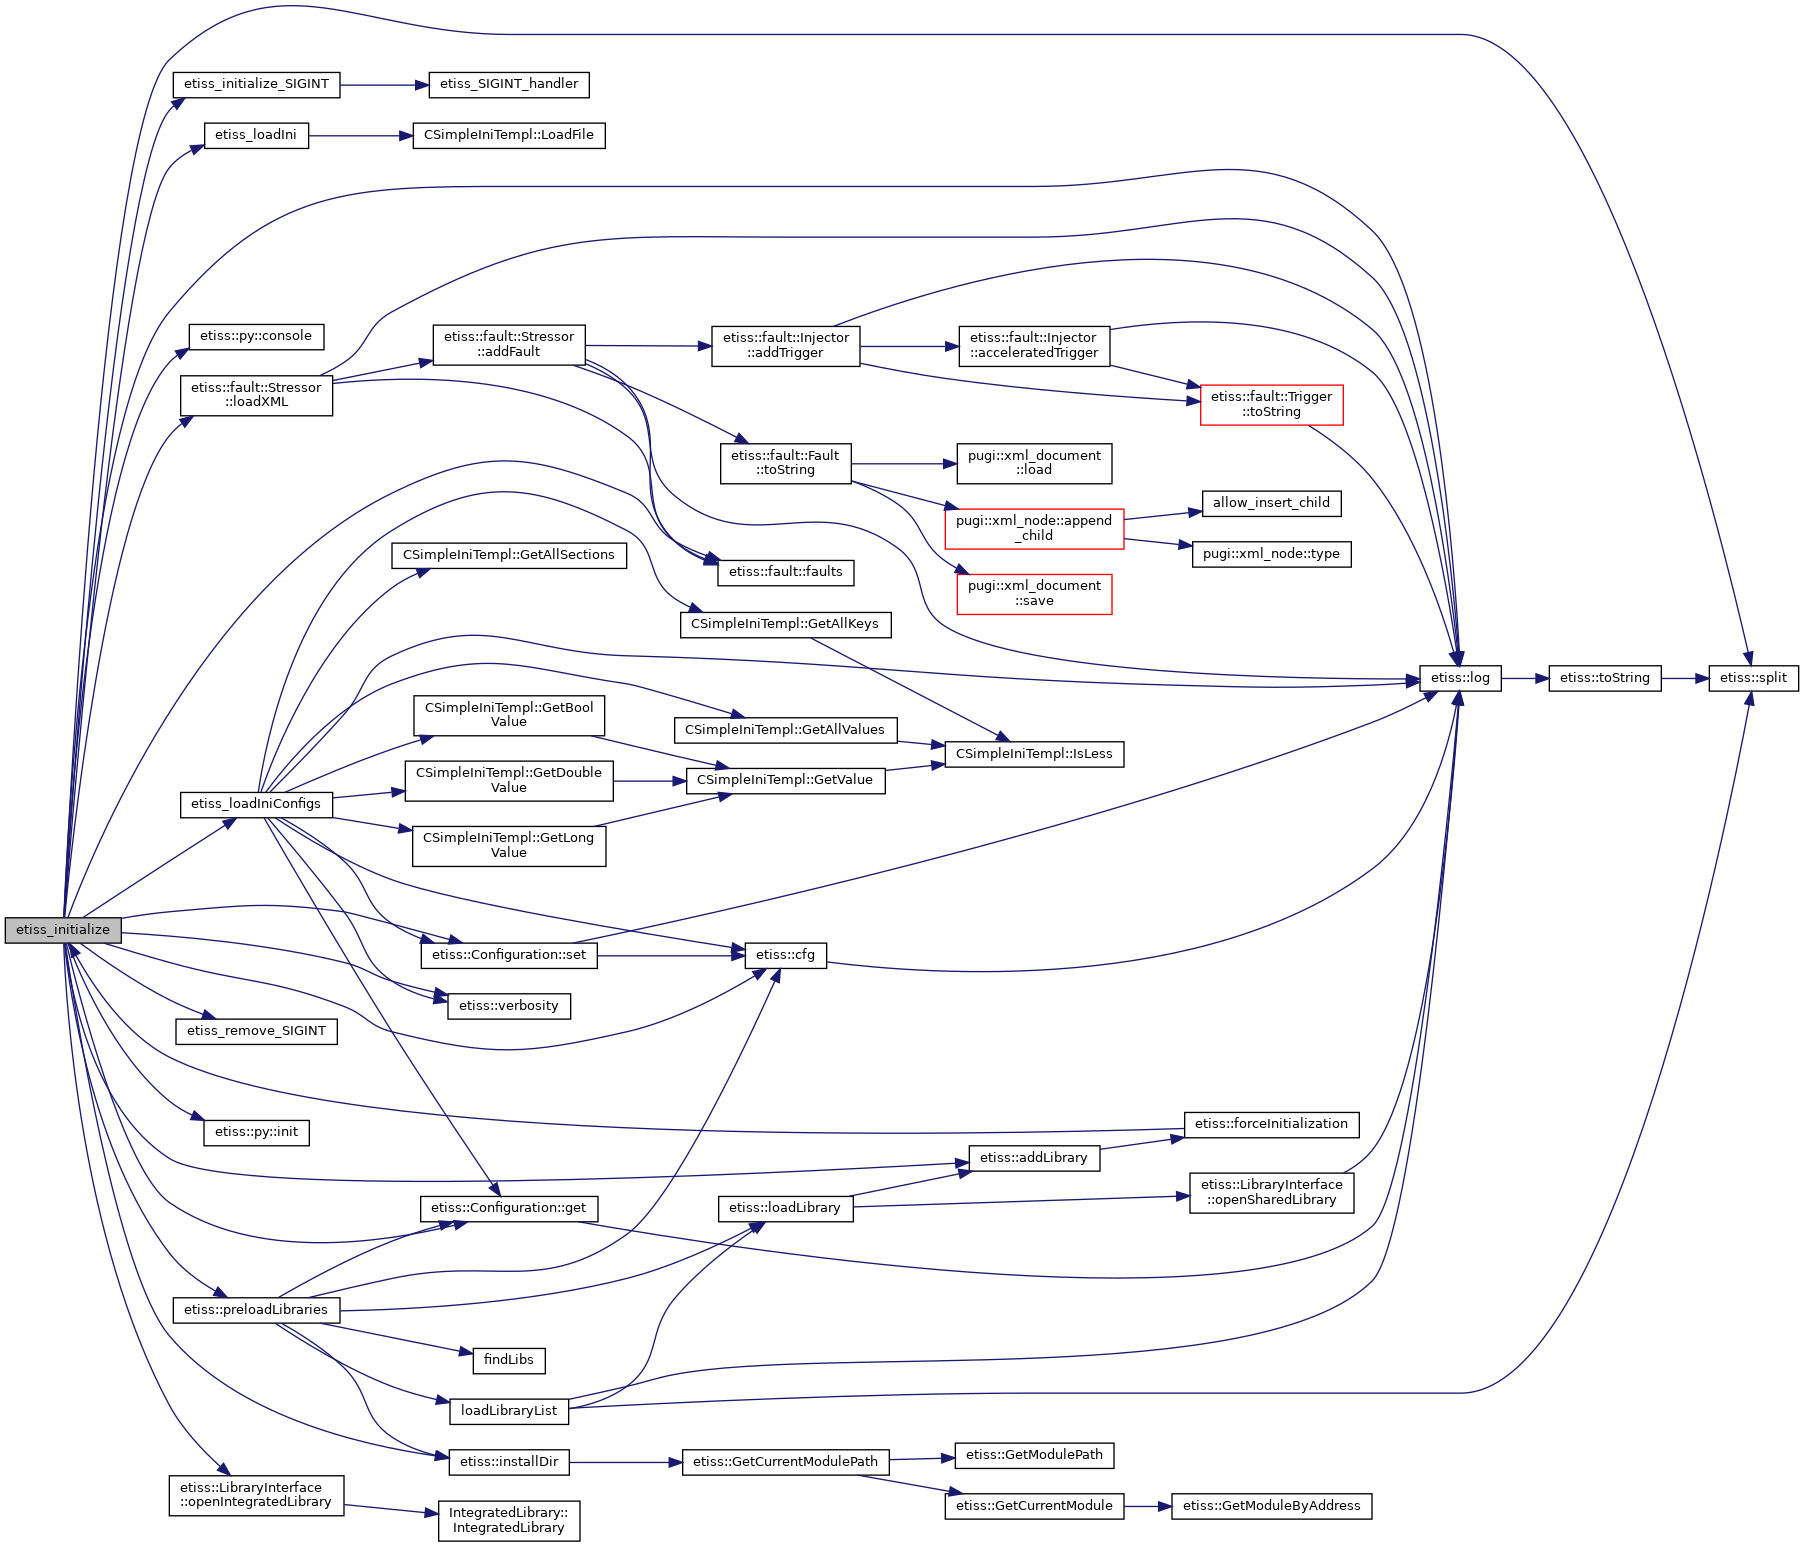 etiss_initialize_SIGINT
etiss_SIGINT_handler
etiss_loadIni
CSimpleIniTempl::LoadFile
etiss::py::console
etiss::fault::Stressor
::loadXML
etiss::fault::Stressor
::addFault
etiss::fault::Injector
::addTrigger
etiss::fault::Injector
::acceleratedTrigger
etiss::fault::Trigger
::toString
etiss::fault::Fault
::toString
pugi::xml_document
::load
pugi::xml_node::append
_child
allow_insert_child
pugi::xml_node::type
pugi::xml_document
::save
CSimpleIniTempl::GetAllSections
etiss::fault::faults
CSimpleIniTempl::GetAllKeys
etiss::log
etiss::toString
etiss::split
CSimpleIniTempl::GetBool
Value
CSimpleIniTempl::GetAllValues
CSimpleIniTempl::IsLess
CSimpleIniTempl::GetDouble
Value
CSimpleIniTempl::GetValue
etiss_loadIniConfigs
CSimpleIniTempl::GetLong
Value
etiss_initialize
etiss::Configuration::set
etiss::cfg
etiss::verbosity
etiss_remove_SIGINT
etiss::py::init
etiss::forceInitialization
etiss::addLibrary
etiss::LibraryInterface
::openSharedLibrary
etiss::Configuration::get
etiss::loadLibrary
etiss::preloadLibraries
findLibs
loadLibraryList
etiss::installDir
etiss::GetCurrentModulePath
etiss::GetModulePath
etiss::GetCurrentModule
etiss::GetModuleByAddress
etiss::LibraryInterface
::openIntegratedLibrary
IntegratedLibrary::
IntegratedLibrary